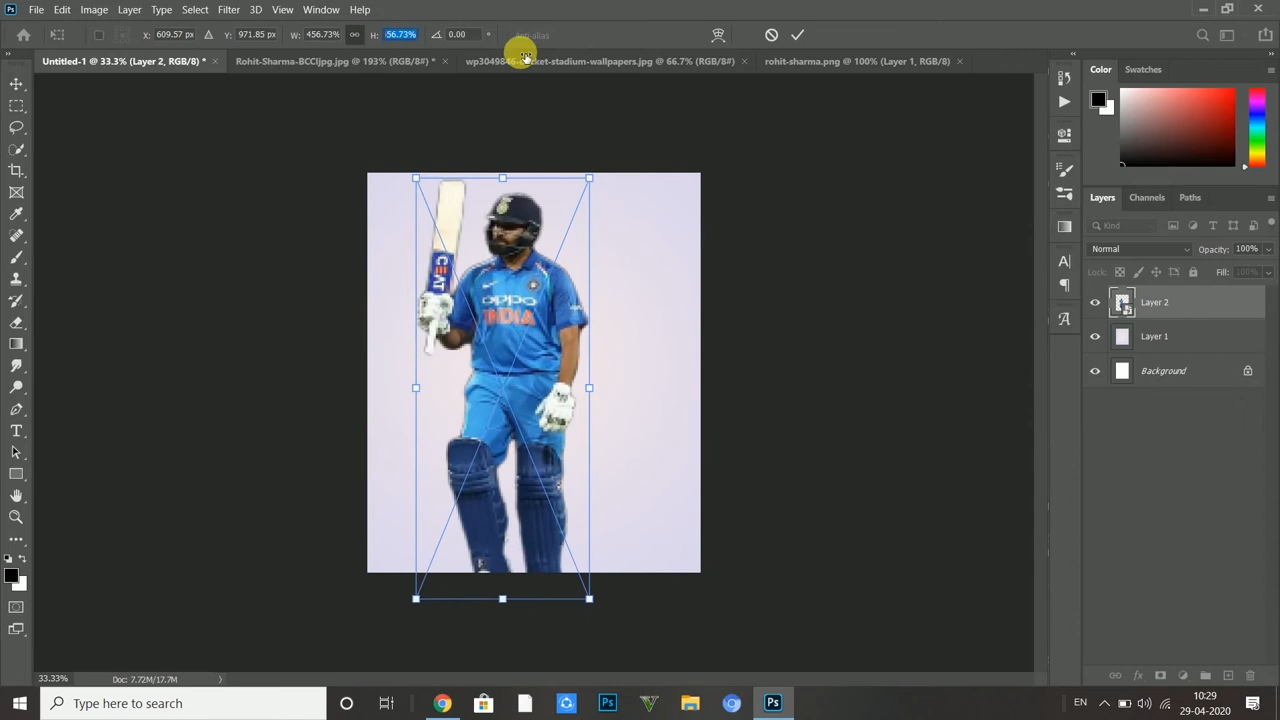 File Edit Image Layer Type Select Filter 3D View Window Help
X: 609.57 px Y: 971.85 px W: 456.73% H: 56.73% 0.00 ° Anti-alias
Untitled-1 @ 33.3% (Layer 2, RGB/8) * × Rohit-Sharma-BCCIjpg.jpg @ 193% (RGB/8#) * × cket-stadium-wallpapers.jpg @ 66.7% (RGB/8#) × rohit-sharma.png @ 100% (Layer 1, RGB/8) ×
Color Swatches
CEAT
oppo
INDIA
Layers Channels Paths
Kind
Normal Opacity: 100%
Lock: Fill: 100%
Layer 2
Layer 1
Background
33.33% Doc: 7.72M/17.7M
Type here to search
EN 10:29
29-04-2020